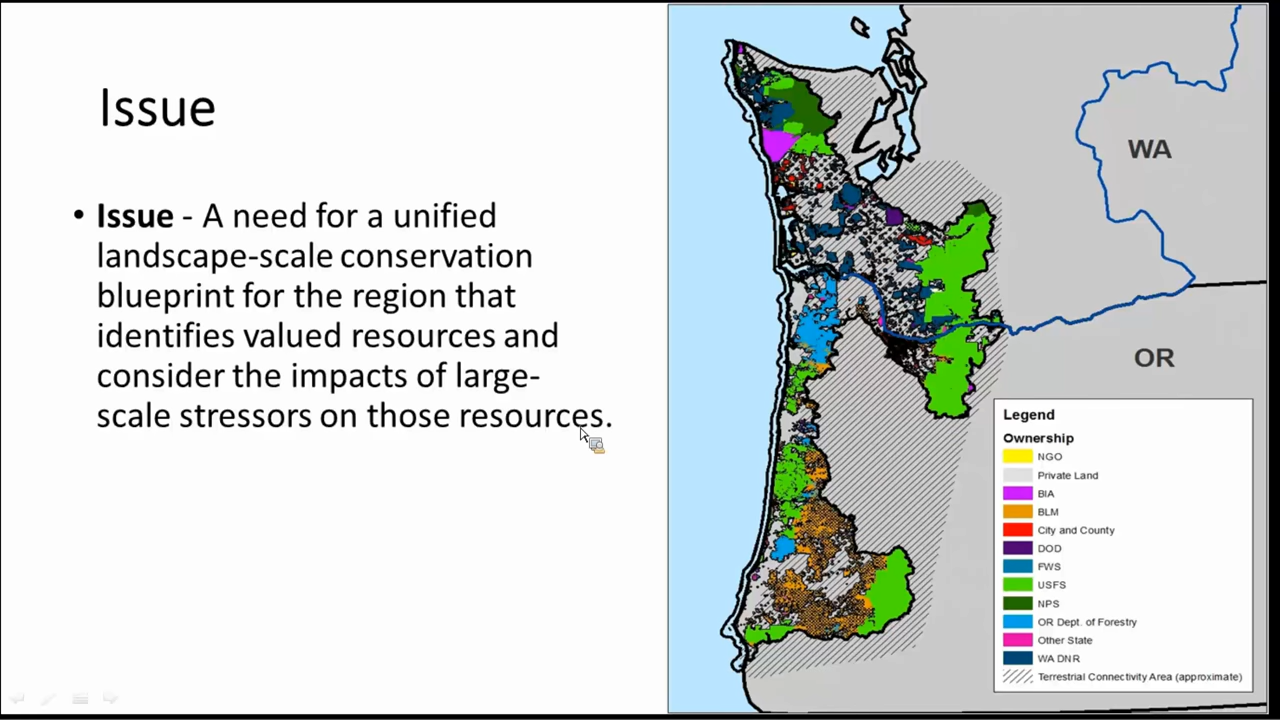 Issue
• Issue - A need for a unified
landscape-scale conservation
blueprint for the region that
identifies valued resources and
consider the impacts of large-
scale stressors on those resources.
WA
OR
Legend
Ownership
NGO
Private Land
BIA
BLM
City and County
DOD
FWS
USFS
NPS
OR Dept. of Forestry
Other State
WA DNR
Terrestrial Connectivity Area (approximate)